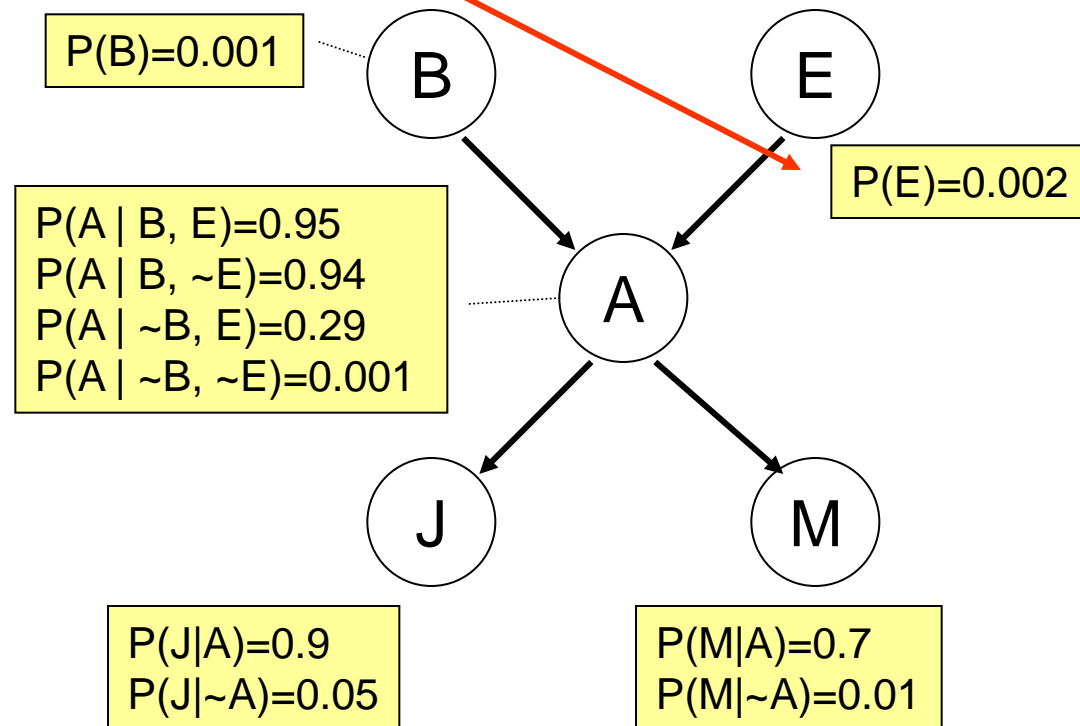 P(B)=0.001
B
E
P(E)=0.002
P(A | B, E)=0.95
P(A | B, ~E)=0.94
P(A | ~B, E)=0.29
P(A | ~B, ~E)=0.001
A
J
M
P(J|A)=0.9
P(J|~A)=0.05
P(M|A)=0.7
P(M|~A)=0.01